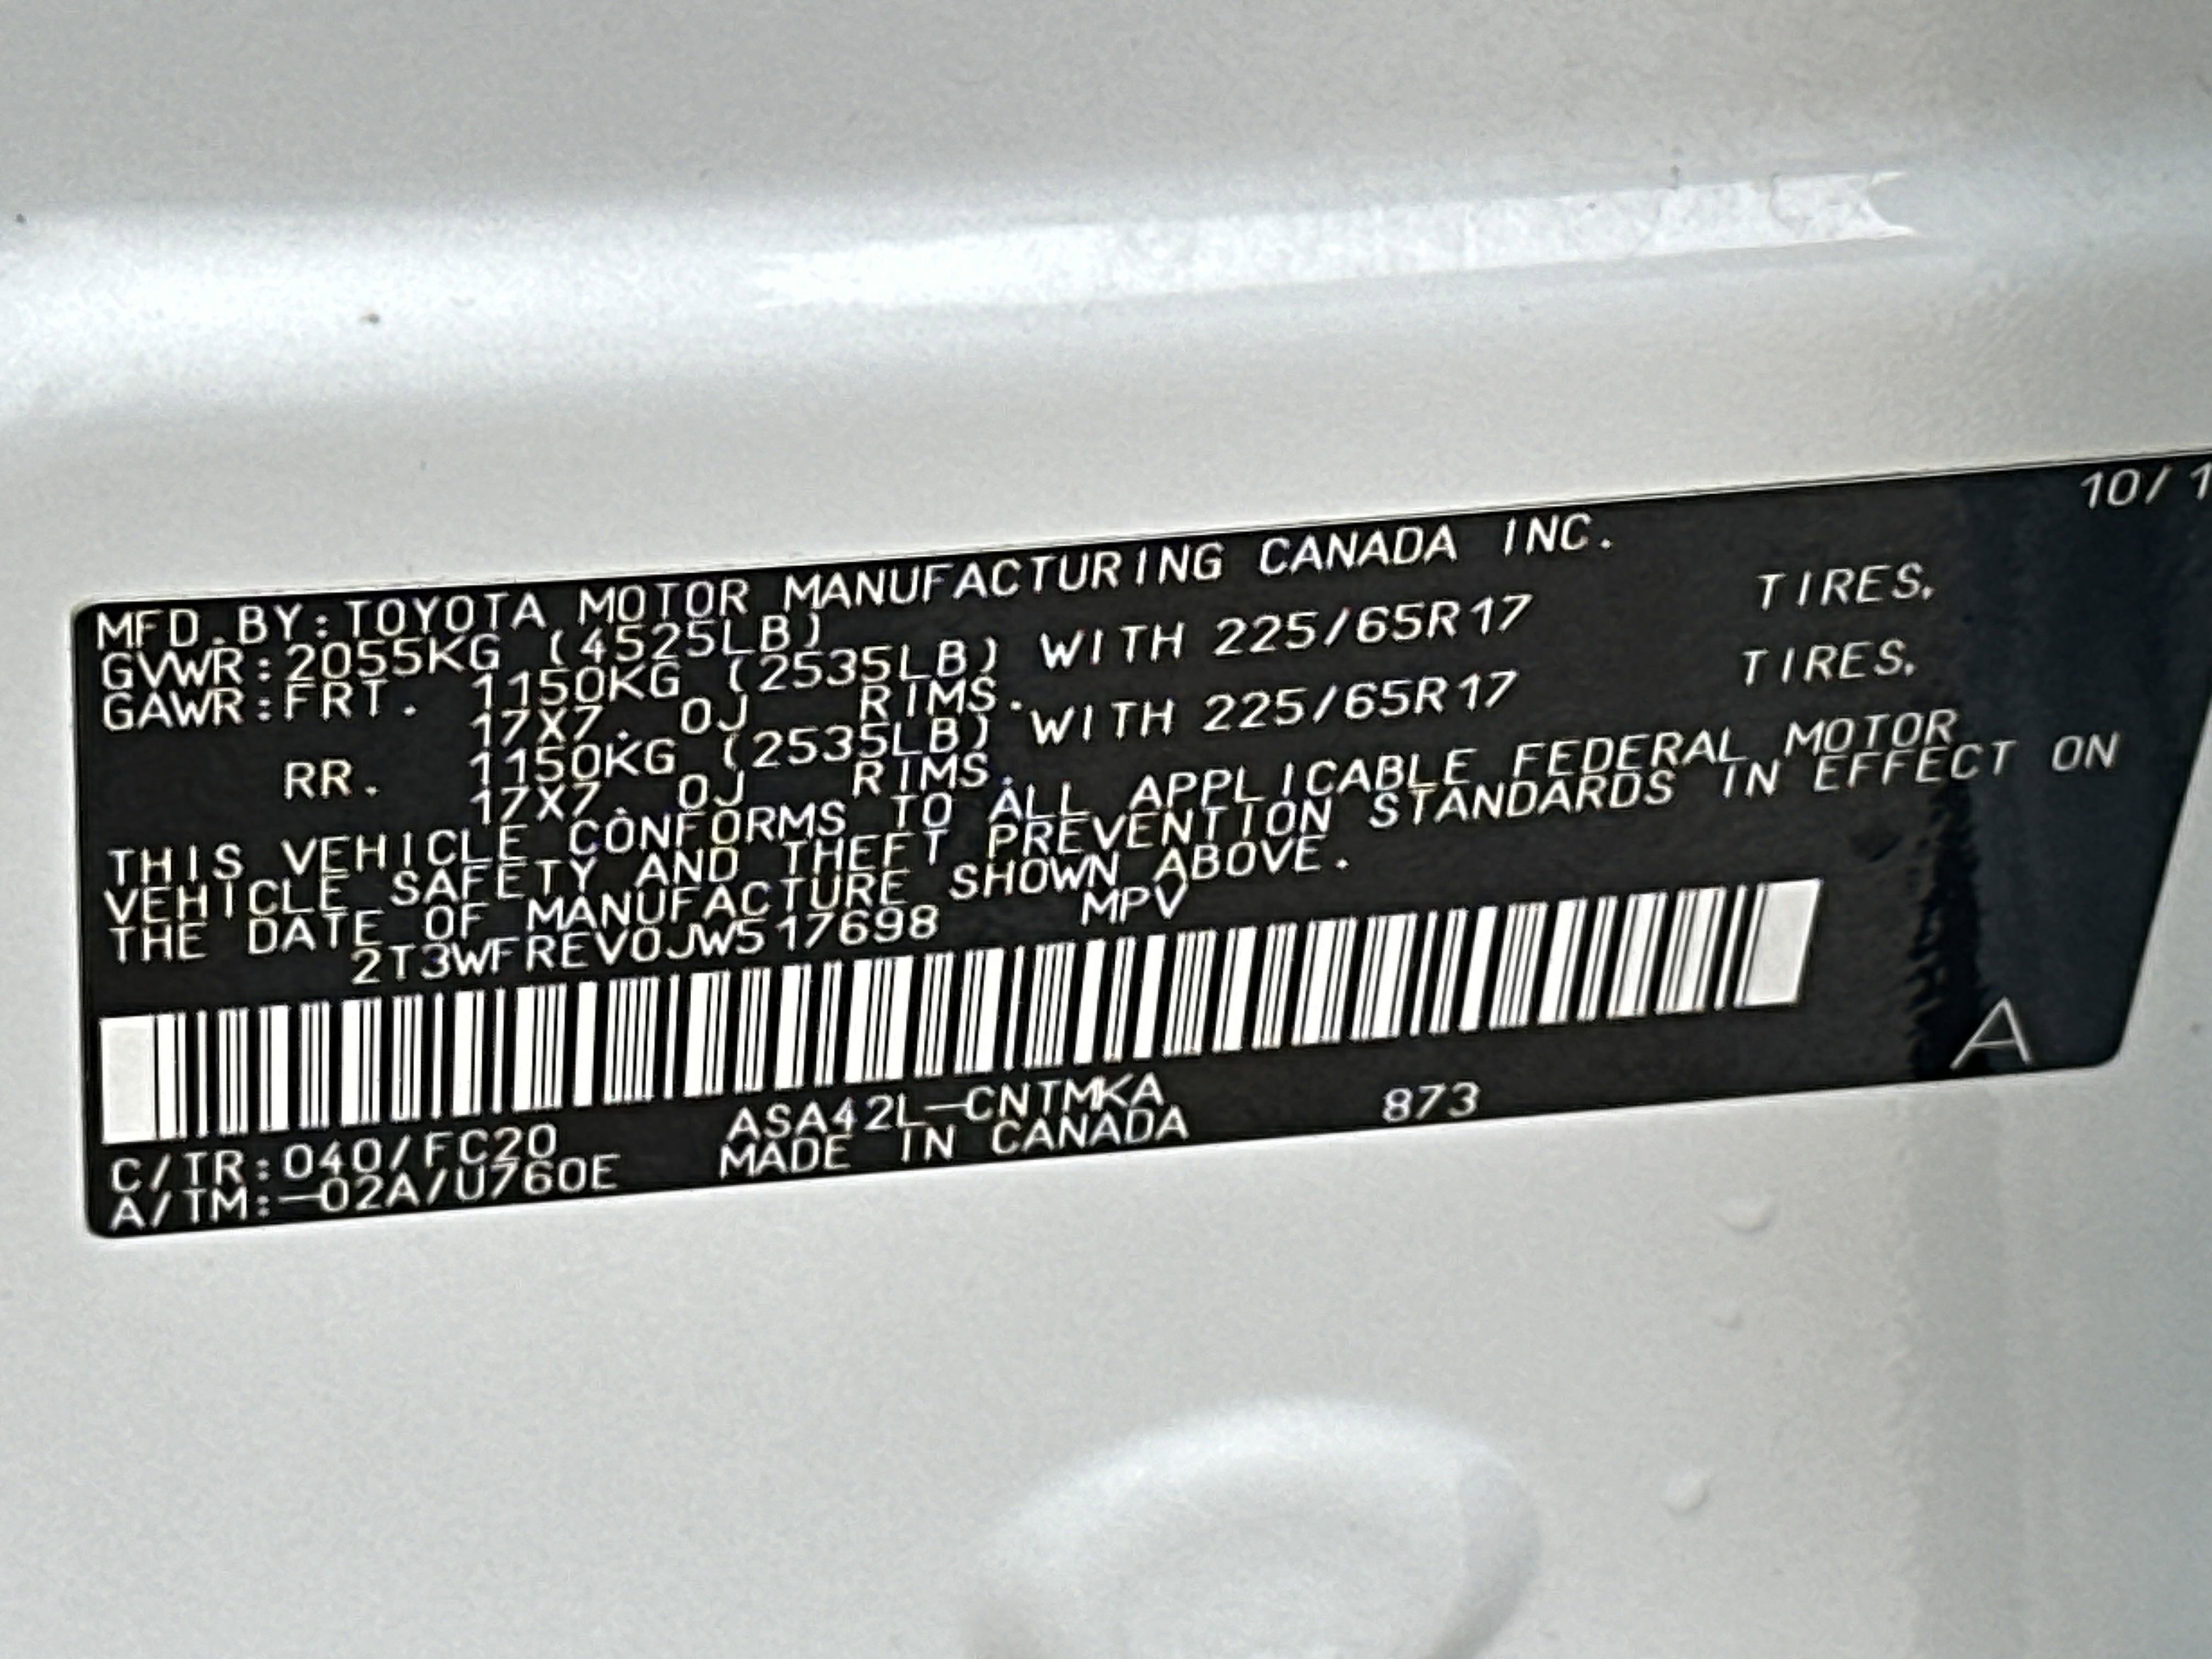 10/1
MFD.BY:TOYOTA MOTOR MANUFACTURING CANADA INC.
GVWR:2055KG (4525LB)
GAWR:FRT. 1150KG (2535LB) WITH 225/65R17 TIRES,
17X7.0J RIMS.
RR. 1150KG (2535LB) WITH 225/65R17 TIRES,
17X7.0J RIMS.
THIS VEHICLE CONFORMS TO ALL APPLICABLE FEDERAL MOTOR
VEHICLE SAFETY AND THEFT PREVENTION STANDARDS IN EFFECT ON
THE DATE OF MANUFACTURE SHOWN ABOVE.
2T3WFREV0JW517698 MPV
A
C/TR:040/FC20 ASA42L-CNTMKA 873
A/TM:-02A/U760E MADE IN CANADA